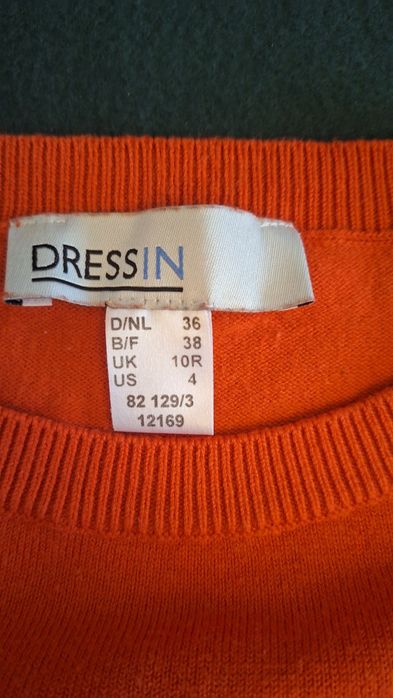 DRESSIN
D/NL 36
B/F 38
UK 10R
US 4
82 129/3
12169